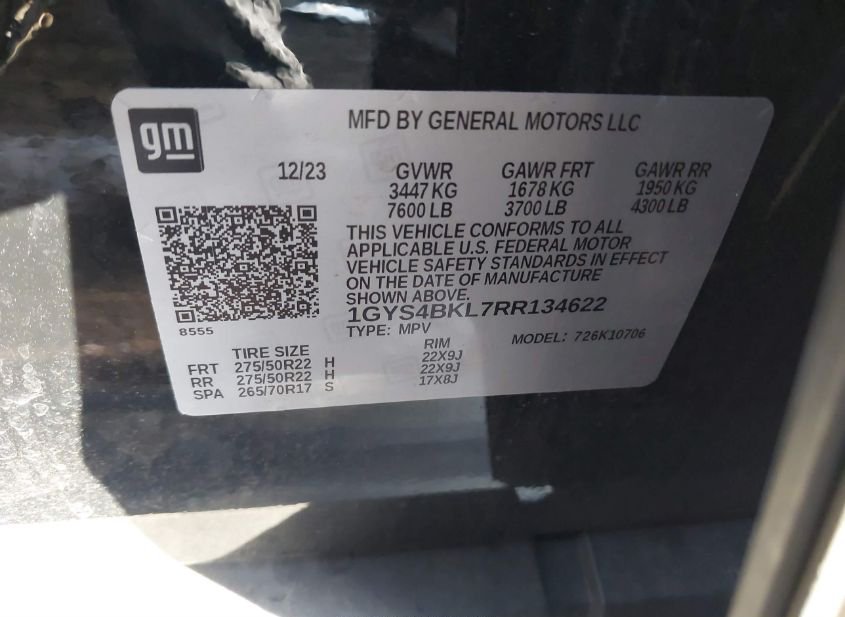 gm
MFD BY GENERAL MOTORS LLC
12/23 GVWR GAWR FRT GAWR RR
3447 KG 1678 KG 1950 KG
7600 LB 3700 LB 4300 LB
THIS VEHICLE CONFORMS TO ALL
APPLICABLE U.S. FEDERAL MOTOR
VEHICLE SAFETY STANDARDS IN EFFECT
ON THE DATE OF MANUFACTURE
SHOWN ABOVE.
1GYS4BKL7RR134622
8555
TYPE: MPV MODEL: 726K10706
TIRE SIZE RIM
FRT 275/50R22 H 22X9J
RR 275/50R22 H 22X9J
SPA 265/70R17 S 17X8J